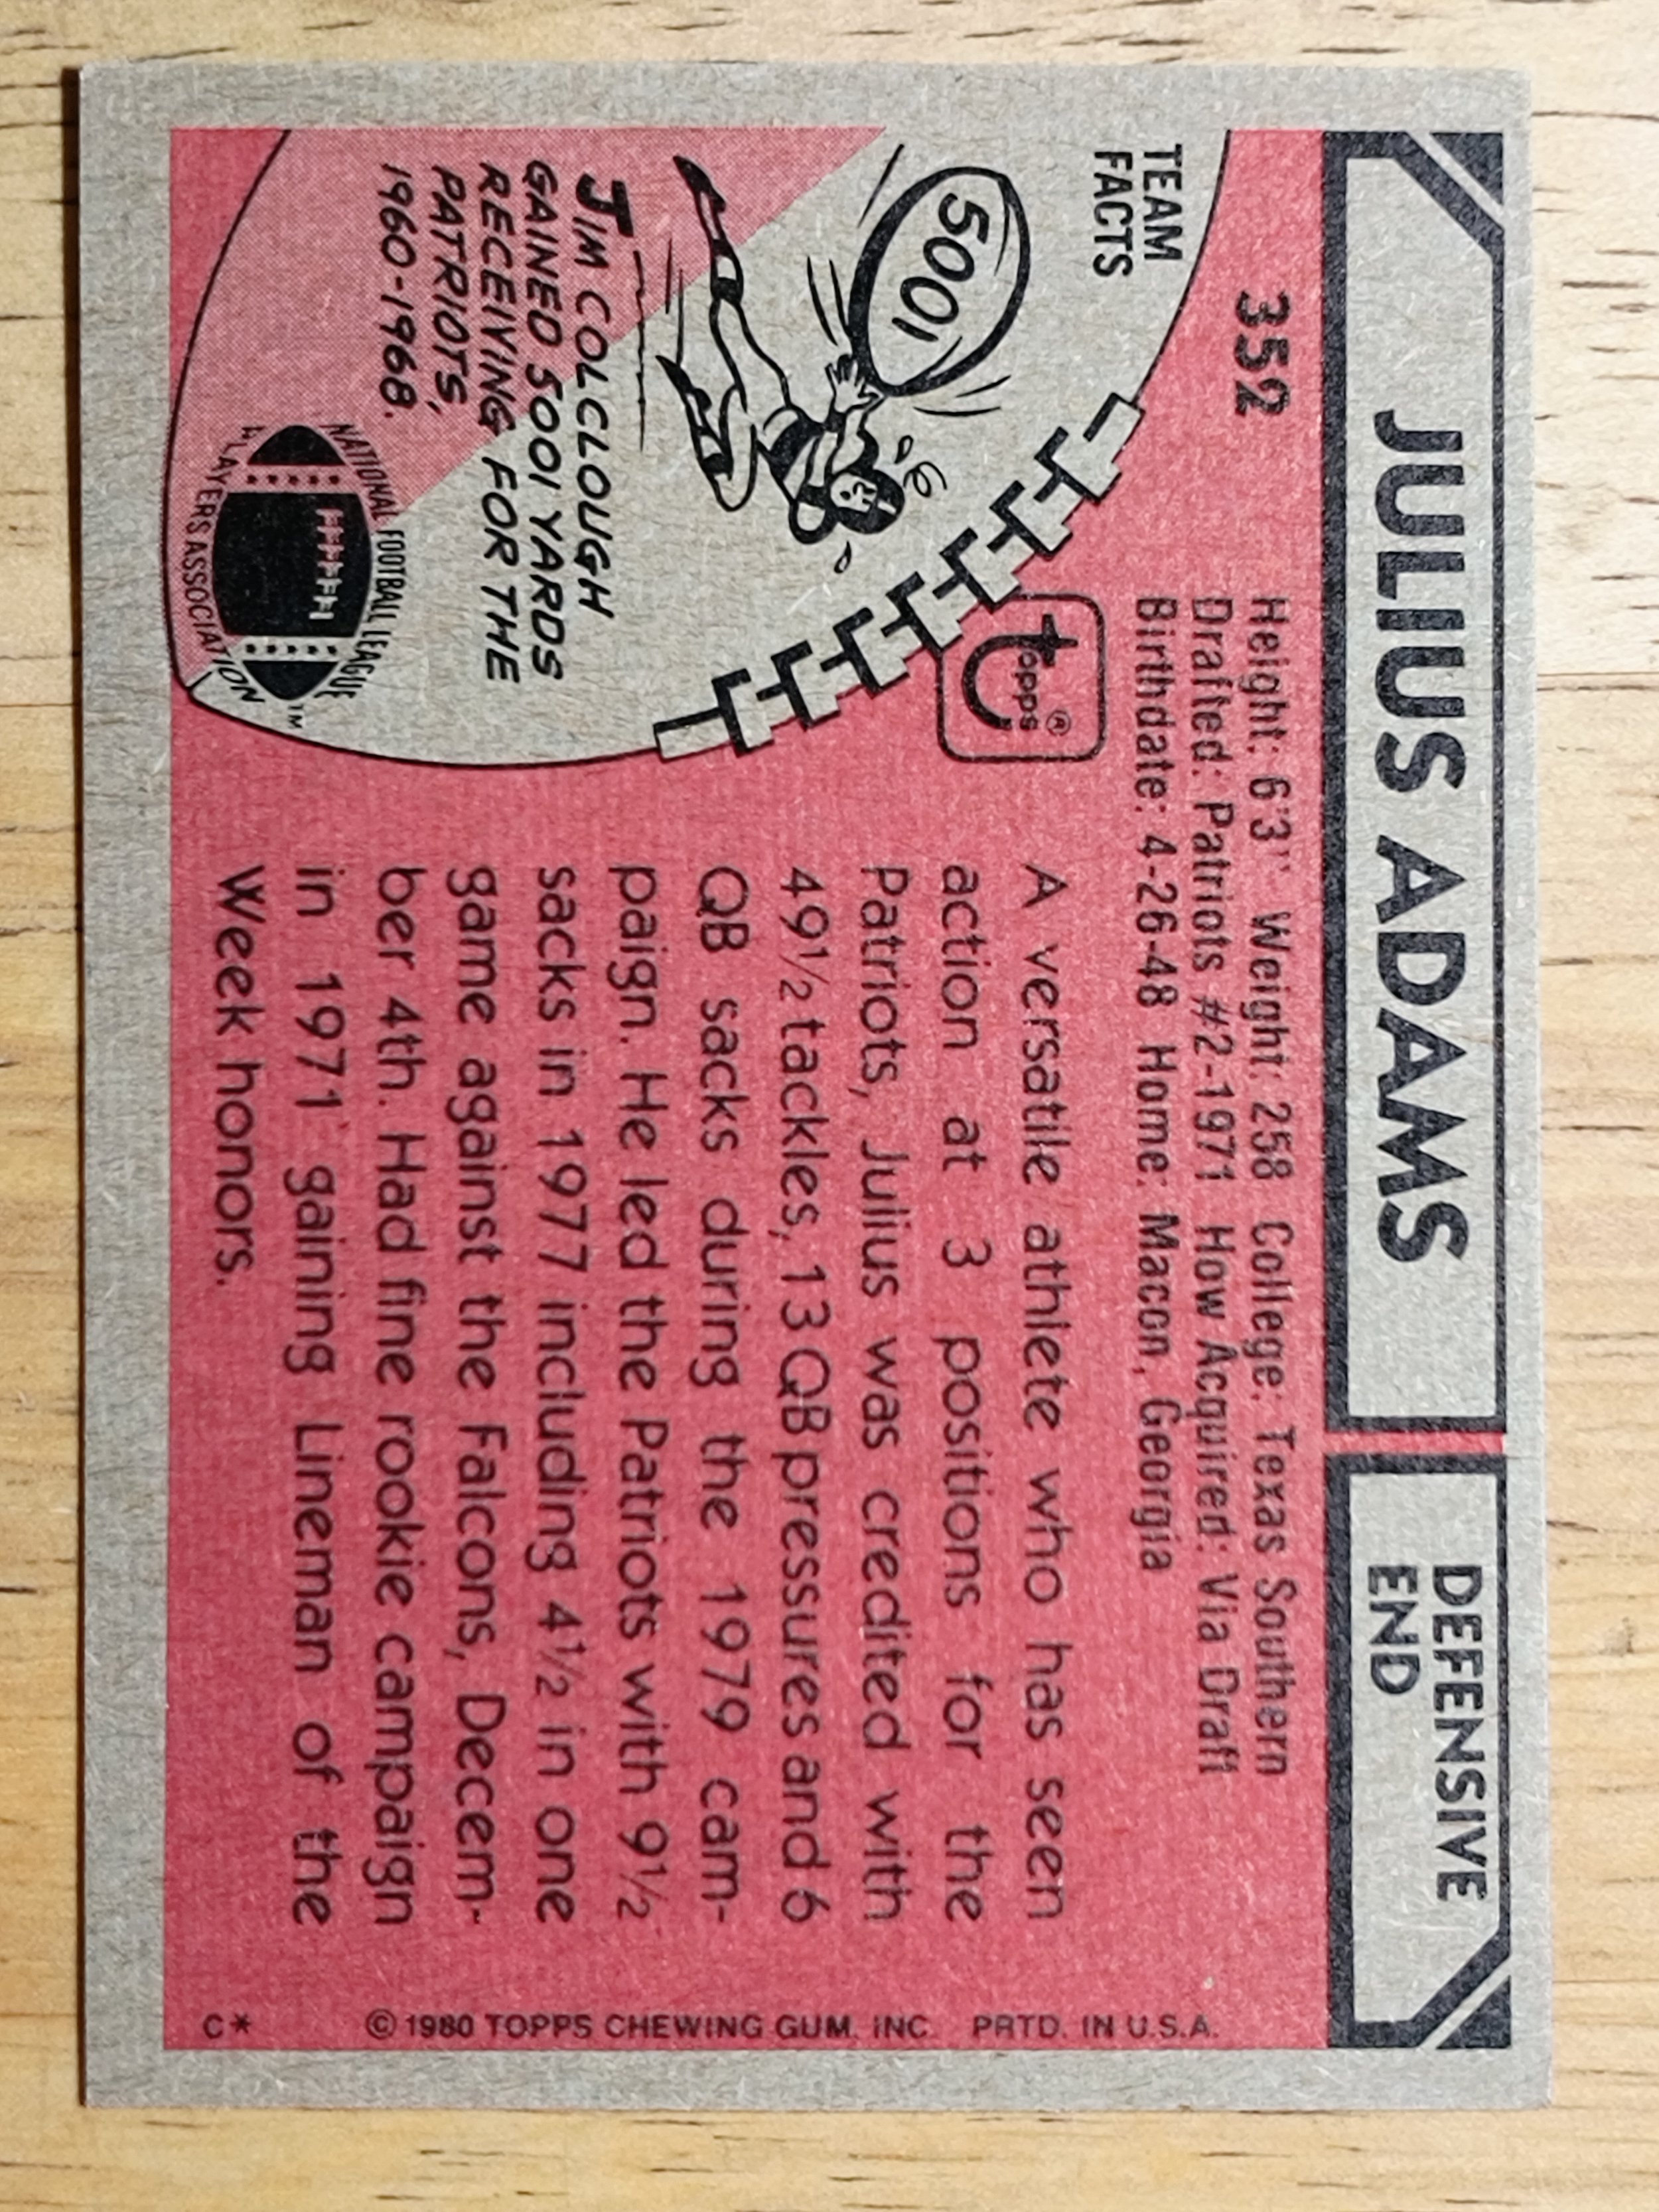 JULIUS ADAMS
DEFENSIVE
END
352
Height: 6'3" Weight: 258 College: Texas Southern
Drafted: Patriots #2-1971 How Acquired: Via Draft
Birthdate: 4-26-48 Home: Macon, Georgia
TEAM
FACTS
5001
topps®
JIM COLCLOUGH
GAINED 5001 YARDS
RECEIVING FOR THE
PATRIOTS,
1960-1968.
NATIONAL FOOTBALL LEAGUE
PLAYERS ASSOCIATION
TM
A versatile athlete who has seen
action at 3 positions for the
Patriots, Julius was credited with
49½ tackles, 13 QB pressures and 6
QB sacks during the 1979 cam-
paign. He led the Patriots with 9½
sacks in 1977 including 4½ in one
game against the Falcons, Decem-
ber 4th. Had fine rookie campaign
in 1971 gaining Lineman of the
Week honors.
C* © 1980 TOPPS CHEWING GUM, INC. PRTD. IN U.S.A.